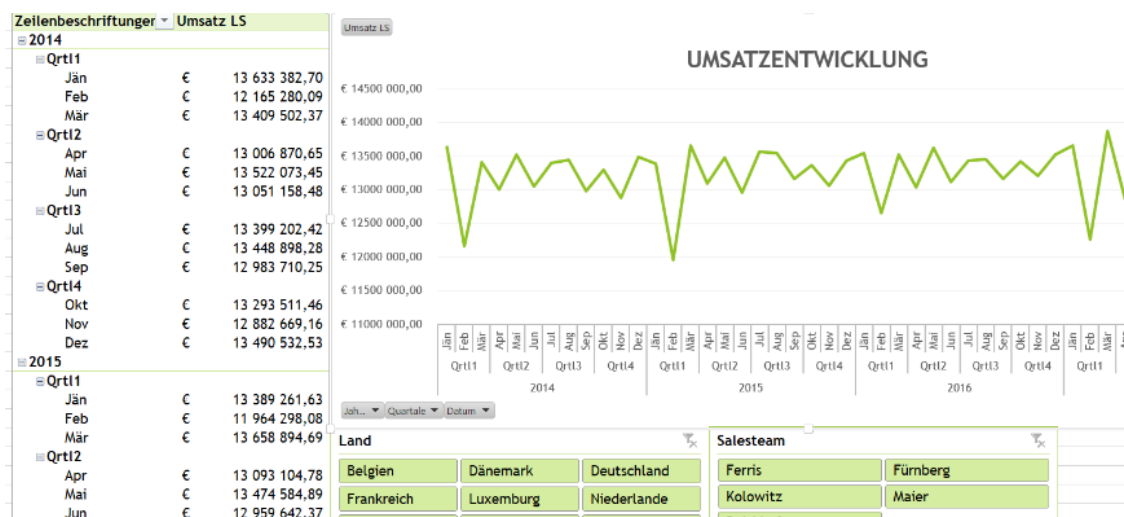 Zeilenbeschriftungen Umsatz LS
2014
Qrtl1
Jän € 13 633 382,70
Feb € 12 165 280,09
Mär € 13 409 502,37
Qrtl2
Apr € 13 006 870,65
Mai € 13 522 073,45
Jun € 13 051 158,48
Qrtl3
Jul € 13 399 202,42
Aug € 13 448 898,28
Sep € 12 983 710,25
Qrtl4
Okt € 13 293 511,46
Nov € 12 882 669,16
Dez € 13 490 532,53
2015
Qrtl1
Jän € 13 389 261,63
Feb € 11 964 298,08
Mär € 13 658 894,69
Qrtl2
Apr € 13 093 104,78
Mai € 13 474 584,89
Jun € 12 959 642,37
Umsatz LS
UMSATZENTWICKLUNG
€ 14500 000,00
€ 14000 000,00
€ 13500 000,00
€ 13000 000,00
€ 12500 000,00
€ 12000 000,00
€ 11500 000,00
€ 11000 000,00
Jän Feb Mär Apr Mai Jun Jul Aug Sep Okt Nov Dez Jän Feb Mär Apr Mai Jun Jul Aug Sep Okt Nov Dez Jän Feb Mär Apr Mai Jun Jul Aug Sep Okt Nov Dez Jän Feb Mär
Qrtl1 Qrtl2 Qrtl3 Qrtl4 Qrtl1 Qrtl2 Qrtl3 Qrtl4 Qrtl1 Qrtl2 Qrtl3 Qrtl4 Qrtl1
2014 2015 2016
Jah... Quartale Datum
Land
Belgien Dänemark Deutschland
Frankreich Luxemburg Niederlande
Salesteam
Ferris Fürnberg
Kolowitz Maier